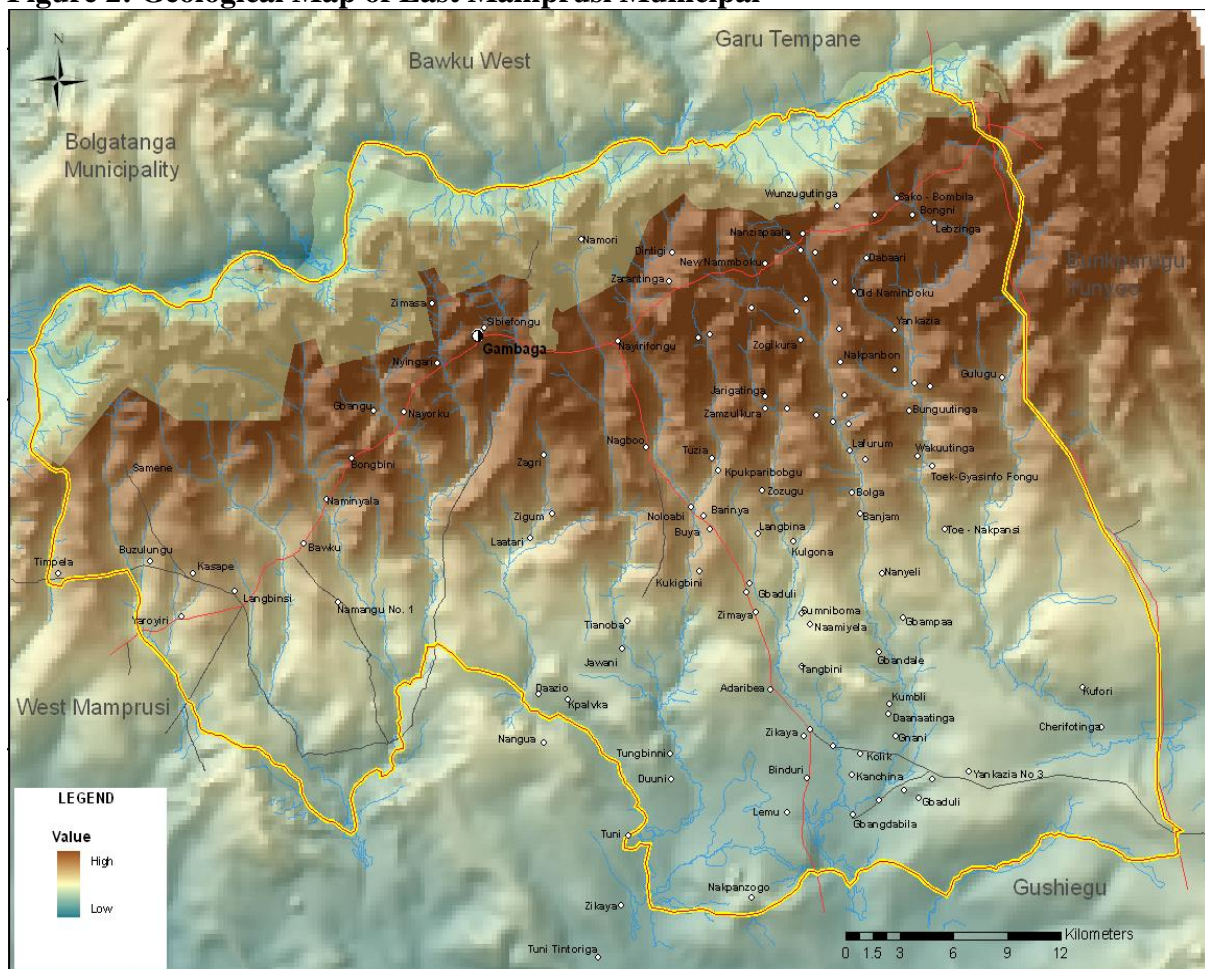 Figure 2: Geological Map of East Mamprusi Municipal
N
Garu Tempane
Bawku West
Bolgatanga
Municipality
Wunzugutinga
Sako - Bombila
Bongni
Lebzinga
Nanziapaala
Namori
Dintigi
New Nammboku
Dabaari
Bunkpurugu
Yunyoo
Zarantinga
Old Naminboku
Zimasa
Sibiefongu
Gambaga
Yankazia
Nayirifongu
Zogikura
Nakpanbon
Nyingari
Gulugu
Jarigatinga
Gbangu
Nayorku
Zamzulkura
Bunguutinga
Nagboo
Lafurum
Wakuutinga
Bongbini
Zagri
Tuzia
Samene
Kpukparibobgu
Toek-Gyasinfo Fongu
Naminyala
Zozugu
Bolga
Zigum
Noloabi
Barinya
Banjam
Buya
Langbina
Toe - Nakpansi
Laatari
Bawku
Kulgona
Buzulungu
Timpela
Kasape
Kukigbini
Nanyeli
Langbinsi
Gbaduli
Namangu No. 1
Yaroyiri
Zimaya
Sumniboma
Gbampaa
Tianoba
Naamiyela
Jawani
Gbandale
Yangbini
Daazio
Adaribea
Kufori
West Mamprusi
Kpalvka
Kumbli
Daanaatinga
Cherifotinga
Nangua
Zikaya
Gnani
Tungbinni
Kolik
Duuni
Binduri
Kanchina
Yankazia No 3
LEGEND
Gbaduli
Lemu
Gbangdabila
Value
Tuni
High
Low
Nakpanzogo
Gushiegu
Zikaya
Kilometers
0 1.5 3 6 9 12
Tuni Tintoriga